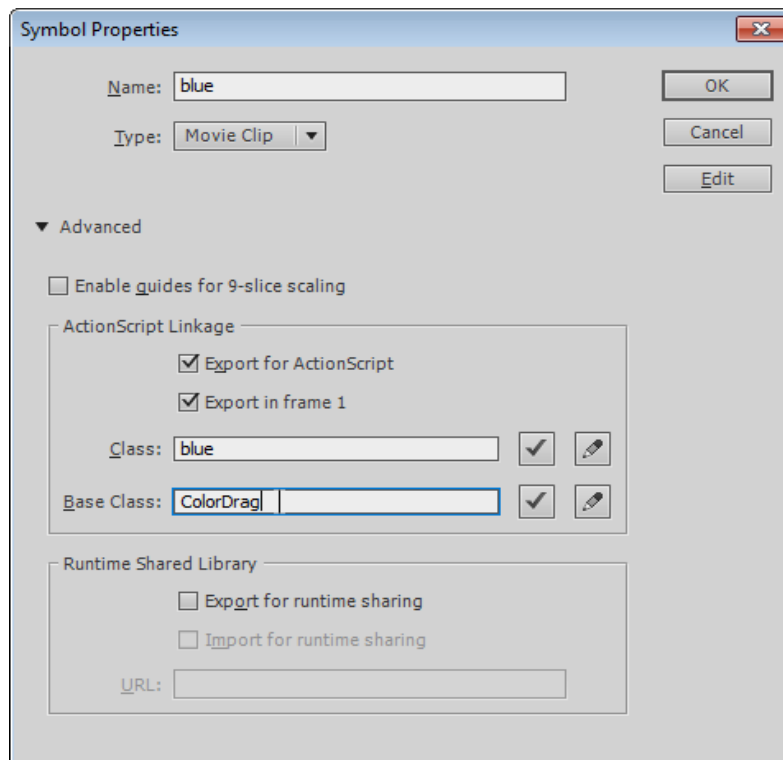 Symbol Properties
Name: blue
OK
Type: Movie Clip
Cancel
Edit
Advanced
Enable guides for 9-slice scaling
ActionScript Linkage
Export for ActionScript
Export in frame 1
Class: blue
Base Class: ColorDrag
Runtime Shared Library
Export for runtime sharing
Import for runtime sharing
URL: